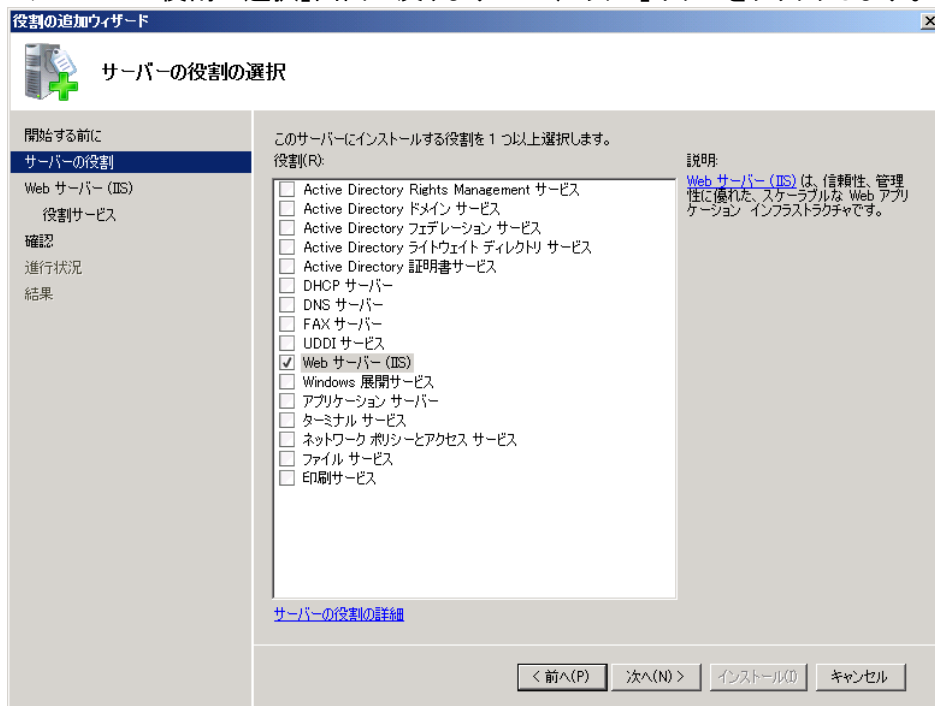 役割の追加ウィザード
サーバーの役割の選択
開始する前に
サーバーの役割
Web サーバー (IIS)
役割サービス
確認
進行状況
結果
このサーバーにインストールする役割を 1 つ以上選択します。
役割(R):
Active Directory Rights Management サービス
Active Directory ドメイン サービス
Active Directory フェデレーション サービス
Active Directory ライトウェイト ディレクトリ サービス
Active Directory 証明書サービス
DHCP サーバー
DNS サーバー
FAX サーバー
UDDI サービス
Web サーバー (IIS)
Windows 展開サービス
アプリケーション サーバー
ターミナル サービス
ネットワーク ポリシーとアクセス サービス
ファイル サービス
印刷サービス
サーバーの役割の詳細
説明:
Web サーバー (IIS) は、信頼性、管理
性に優れた、スケーラブルな Web アプリ
ケーション インフラストラクチャです。
< 前へ(P)
次へ(N) >
インストール(I)
キャンセル